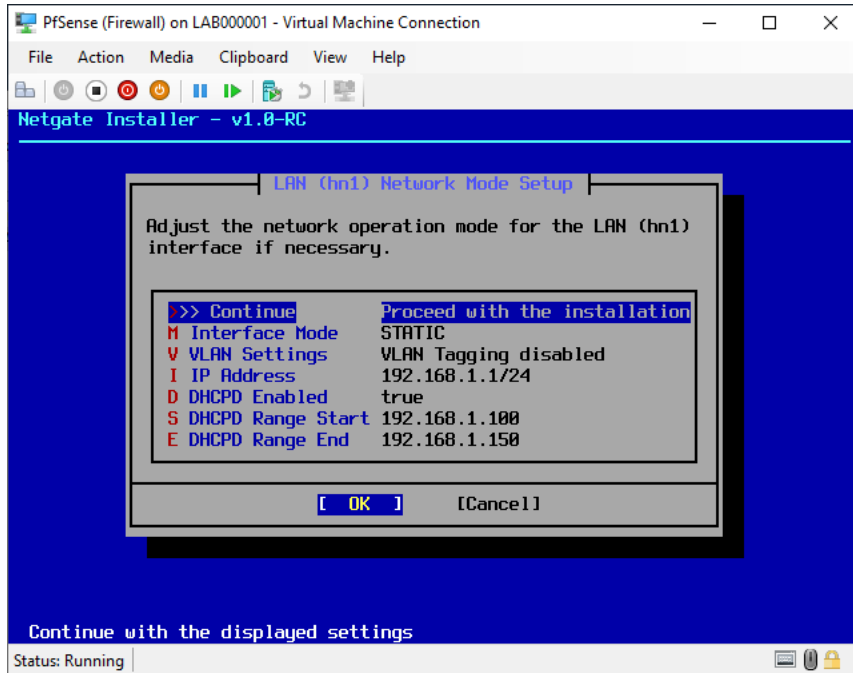 PfSense (Firewall) on LAB000001 - Virtual Machine Connection
File Action Media Clipboard View Help
Netgate Installer - v1.0-RC
LAN (hn1) Network Mode Setup
Adjust the network operation mode for the LAN (hn1)
interface if necessary.
>>> Continue Proceed with the installation
M Interface Mode STATIC
V VLAN Settings VLAN Tagging disabled
I IP Address 192.168.1.1/24
D DHCPD Enabled true
S DHCPD Range Start 192.168.1.100
E DHCPD Range End 192.168.1.150
[ OK ] [Cancel]
Continue with the displayed settings
Status: Running